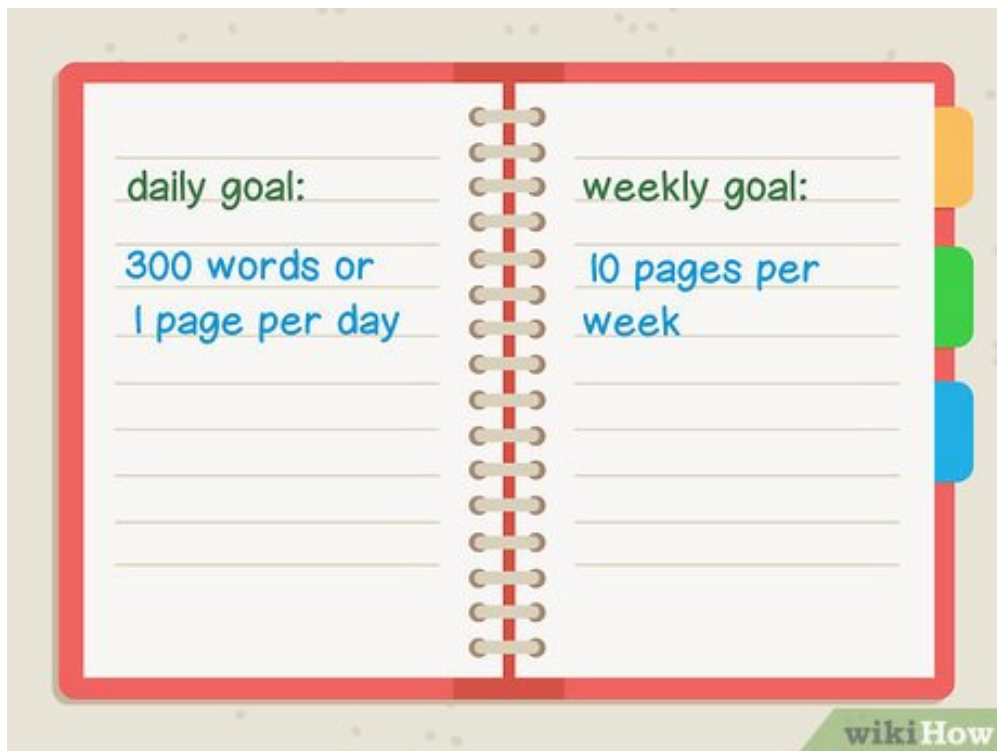 daily goal:
300 words or
1 page per day
weekly goal:
10 pages per
week
wikiHow